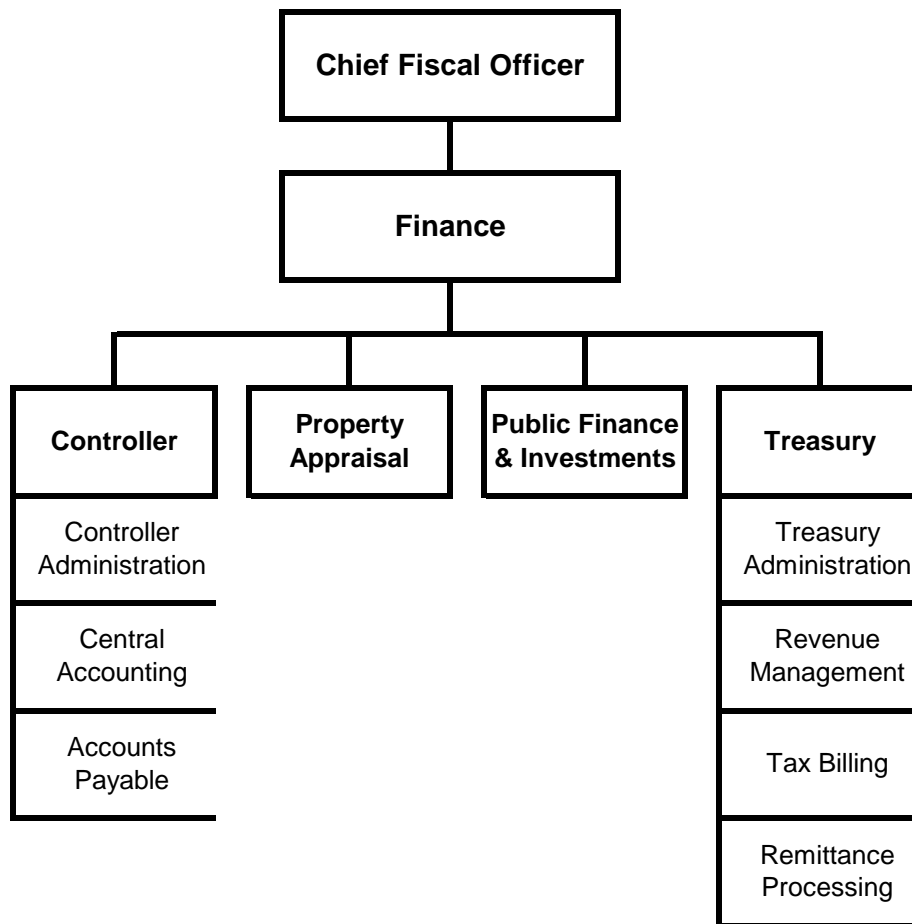 Chief Fiscal Officer
Finance
Controller
Property
Appraisal
Public Finance
& Investments
Treasury
Controller
Administration
Central
Accounting
Accounts
Payable
Treasury
Administration
Revenue
Management
Tax Billing
Remittance
Processing